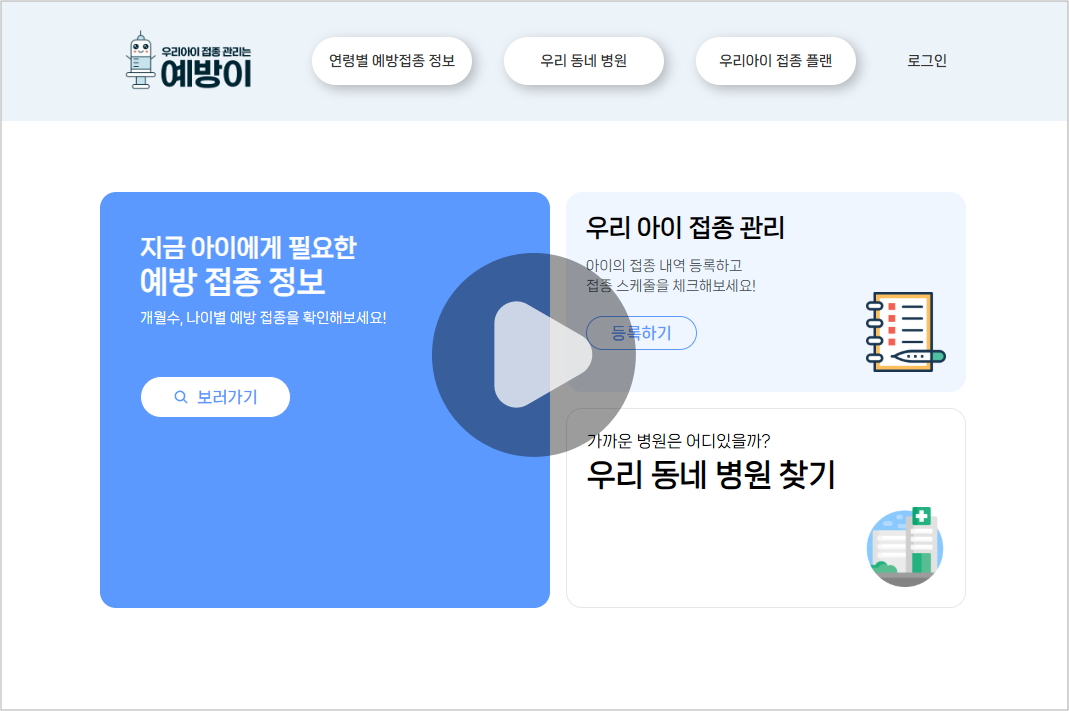 우리아이 접종 관리는
예방이
연령별 예방접종 정보
우리 동네 병원
우리아이 접종 플랜
로그인
지금 아이에게 필요한
예방 접종 정보
개월수, 나이별 예방 접종을 확인해보세요!
보러가기
우리 아이 접종 관리
아이의 접종 내역 등록하고
접종 스케줄을 체크해보세요!
등록하기
가까운 병원은 어디있을까?
우리 동네 병원 찾기